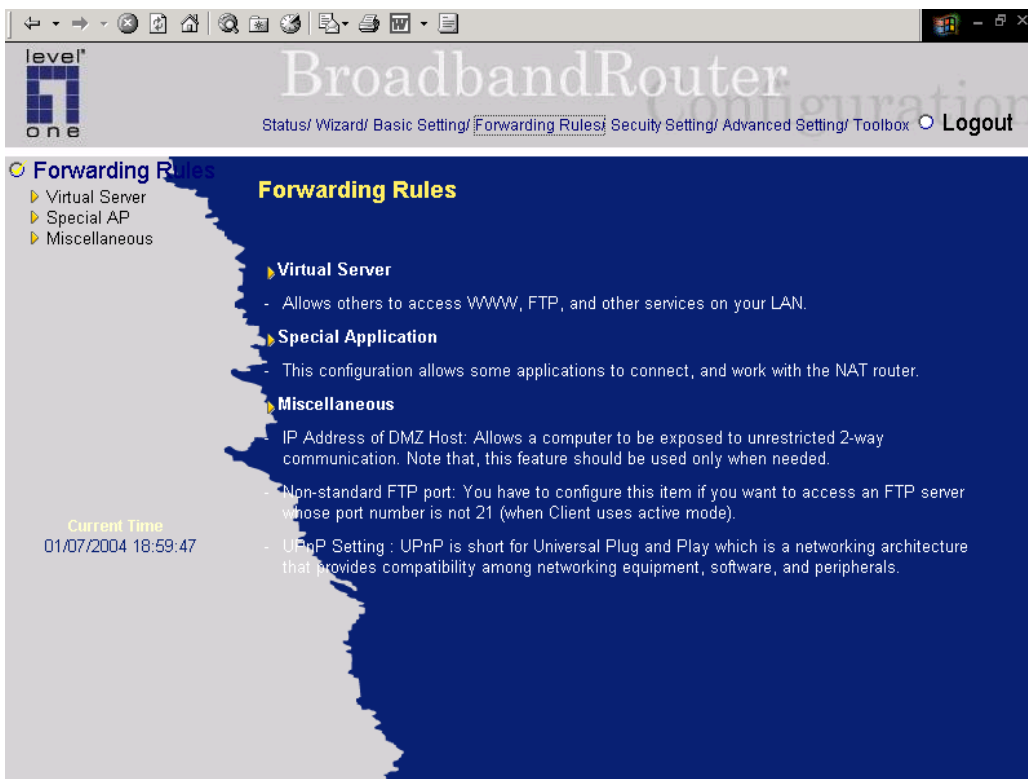 level
one
BroadbandRouter
Configuration
Status/ Wizard/ Basic Setting/ Forwarding Rules/ Secuity Setting/ Advanced Setting/ Toolbox Logout
Forwarding Rules
Virtual Server
Special AP
Miscellaneous
Current Time
01/07/2004 18:59:47
Forwarding Rules
Virtual Server
- Allows others to access WWW, FTP, and other services on your LAN.
Special Application
- This configuration allows some applications to connect, and work with the NAT router.
Miscellaneous
- IP Address of DMZ Host: Allows a computer to be exposed to unrestricted 2-way
communication. Note that, this feature should be used only when needed.
- Non-standard FTP port: You have to configure this item if you want to access an FTP server
whose port number is not 21 (when Client uses active mode).
- UPnP Setting : UPnP is short for Universal Plug and Play which is a networking architecture
that provides compatibility among networking equipment, software, and peripherals.